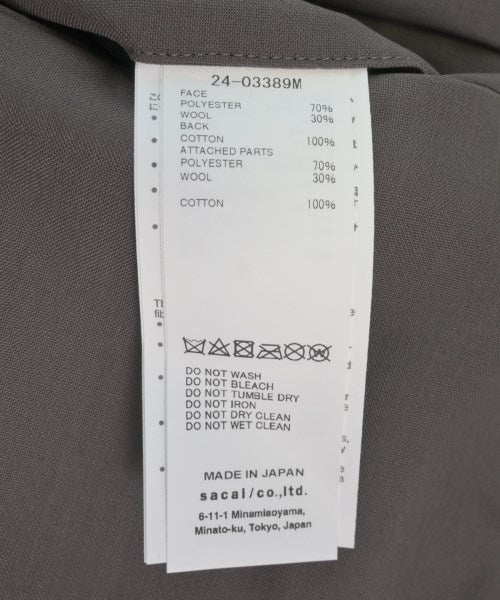 24-03389M
FACE
POLYESTER 70%
WOOL 30%
BACK
COTTON 100%
ATTACHED PARTS
POLYESTER 70%
WOOL 30%
COTTON 100%
DO NOT WASH
DO NOT BLEACH
DO NOT TUMBLE DRY
DO NOT IRON
DO NOT DRY CLEAN
DO NOT WET CLEAN
MADE IN JAPAN
sacai/co.,ltd.
6-11-1 Minamiaoyama,
Minato-ku, Tokyo, Japan